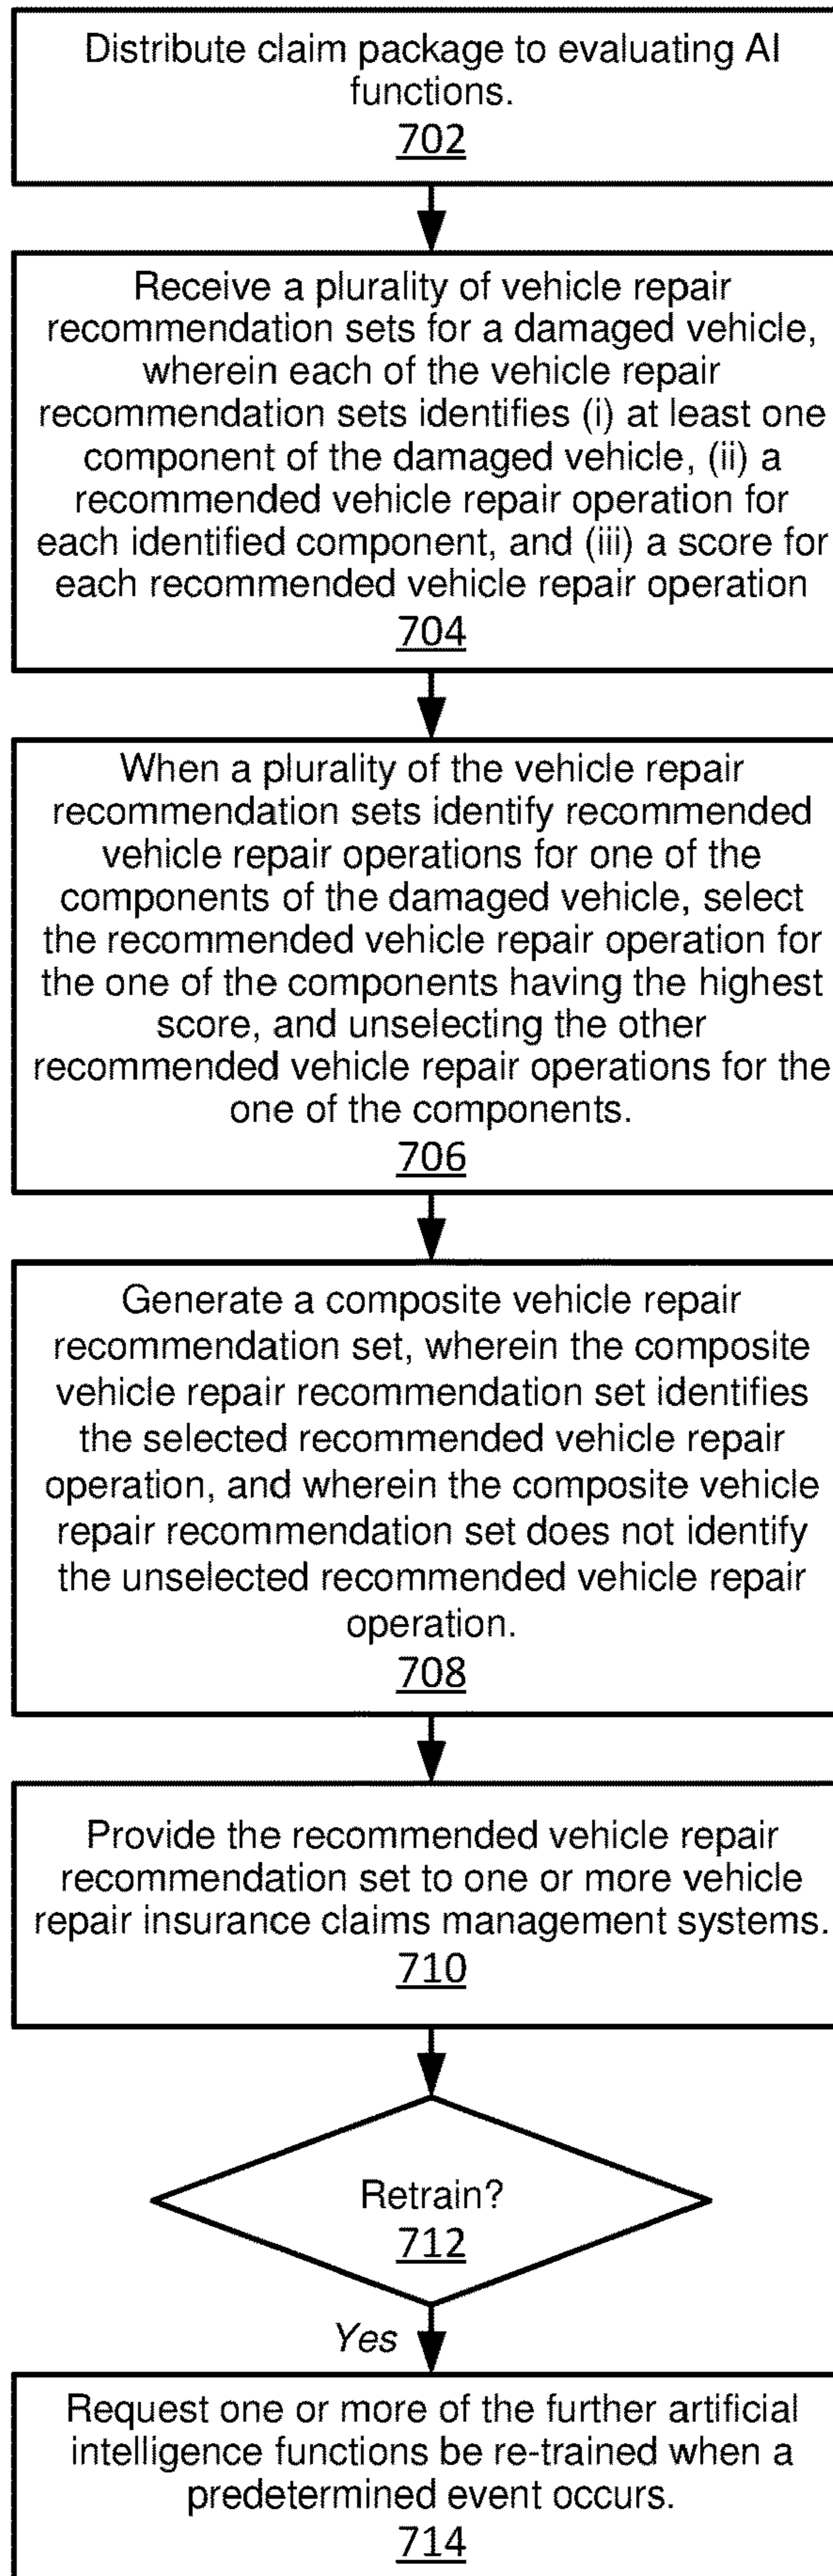 Distribute claim package to evaluating AI
functions.
702
Receive a plurality of vehicle repair
recommendation sets for a damaged vehicle,
wherein each of the vehicle repair
recommendation sets identifies (i) at least one
component of the damaged vehicle, (ii) a
recommended vehicle repair operation for
each identified component, and (iii) a score for
each recommended vehicle repair operation
704
When a plurality of the vehicle repair
recommendation sets identify recommended
vehicle repair operations for one of the
components of the damaged vehicle, select
the recommended vehicle repair operation for
the one of the components having the highest
score, and unselecting the other
recommended vehicle repair operations for the
one of the components.
706
Generate a composite vehicle repair
recommendation set, wherein the composite
vehicle repair recommendation set identifies
the selected recommended vehicle repair
operation, and wherein the composite vehicle
repair recommendation set does not identify
the unselected recommended vehicle repair
operation.
708
Provide the recommended vehicle repair
recommendation set to one or more vehicle
repair insurance claims management systems.
710
Retrain?
712
Yes
Request one or more of the further artificial
intelligence functions be re-trained when a
predetermined event occurs.
714